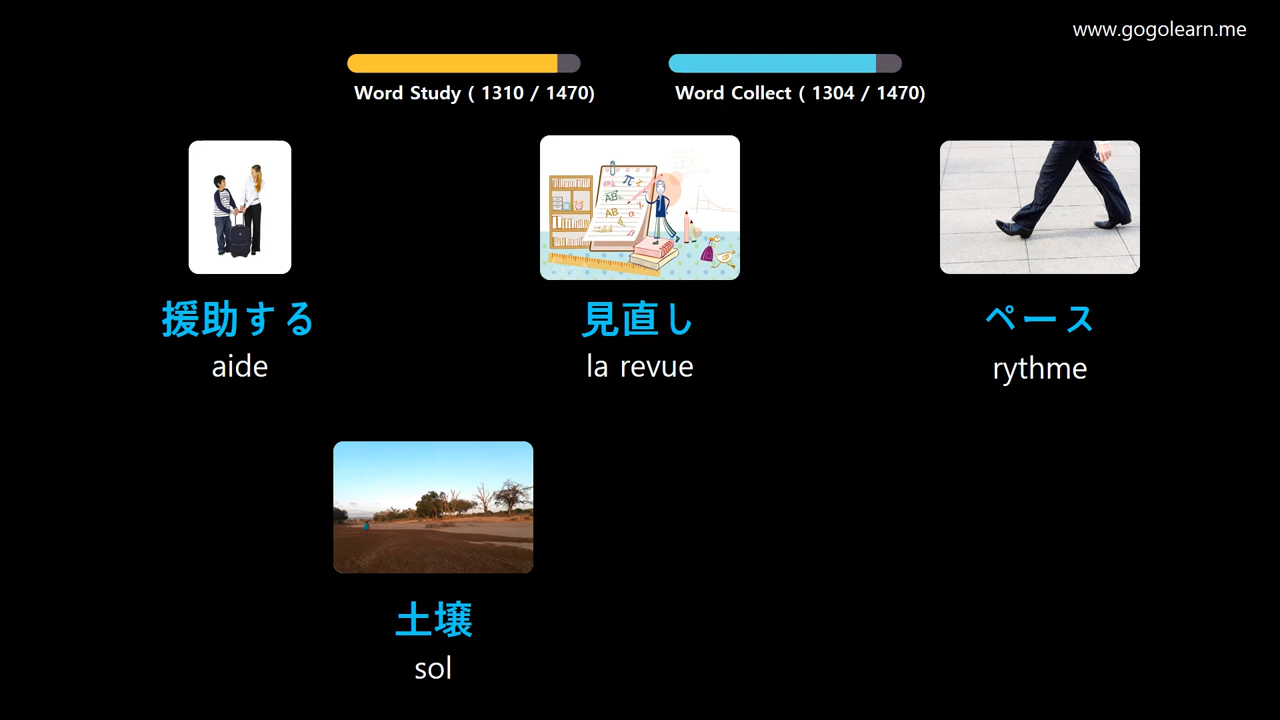 www.gogolearn.me
Word Study ( 1310 / 1470)
Word Collect ( 1304 / 1470)
援助する
aide
見直し
la revue
ペース
rythme
土壌
sol